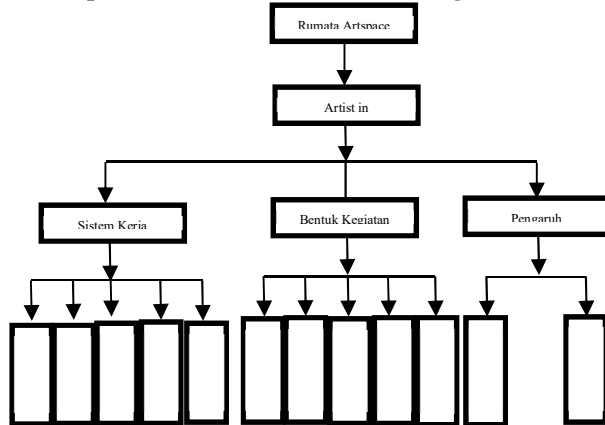 Rumata Artspace
Artist in
Sistem Kerja
Bentuk Kegiatan
Pengaruh